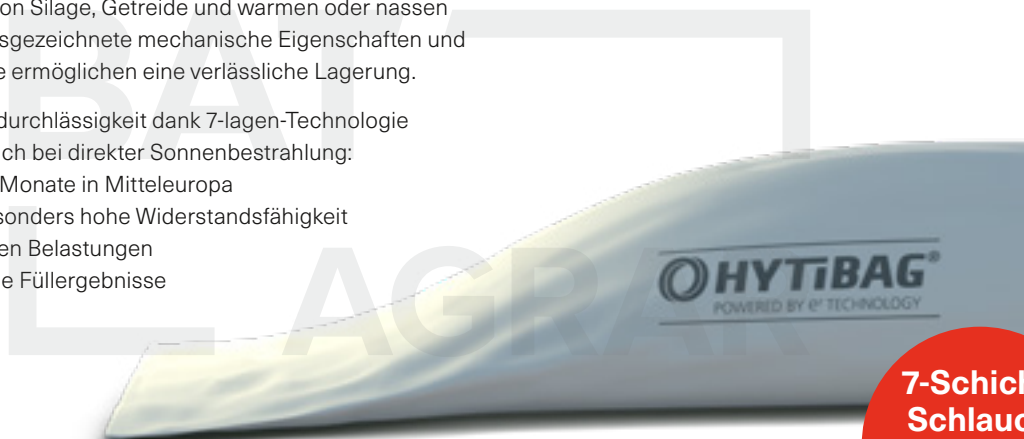 on Silage, Getreide und warmen oder nassen
sgezeichnete mechanische Eigenschaften und
e ermöglichen eine verlässliche Lagerung.
durchlässigkeit dank 7-lagen-Technologie
ch bei direkter Sonnenbestrahlung:
Monate in Mitteleuropa
sonders hohe Widerstandsfähigkeit
en Belastungen
e Füllergebnisse
BAT
AGRAR
HYTiBAG®
POWERED BY e² TECHNOLOGY
7-Schich
Schlauc